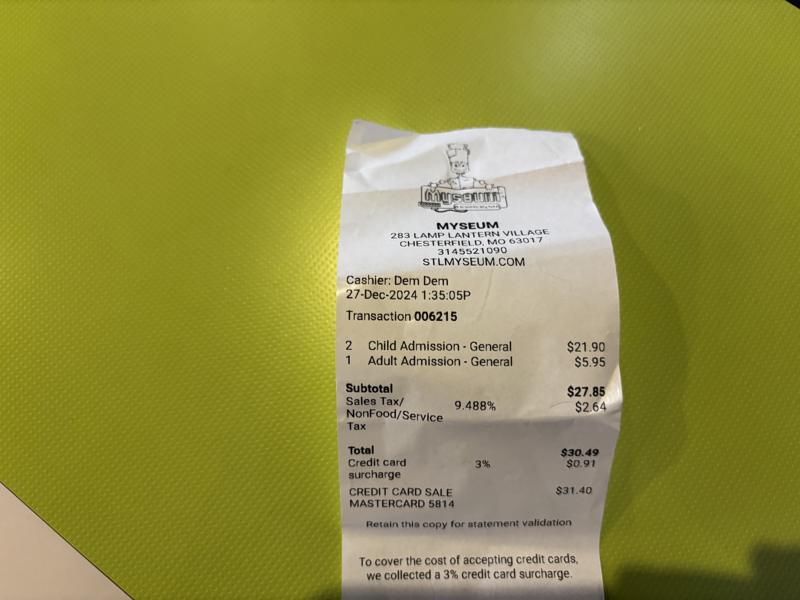 Myseum
MYSEUM
283 LAMP LANTERN VILLAGE
CHESTERFIELD, MO 63017
3145521090
STLMYSEUM.COM
Cashier: Dem Dem
27-Dec-2024 1:35:05P
Transaction 006215
2 Child Admission - General $21.90
1 Adult Admission - General $5.95
Subtotal $27.85
Sales Tax/ 9.488% $2.64
NonFood/Service
Tax
Total $30.49
Credit card 3% $0.91
surcharge
CREDIT CARD SALE $31.40
MASTERCARD 5814
Retain this copy for statement validation
To cover the cost of accepting credit cards,
we collected a 3% credit card surcharge.